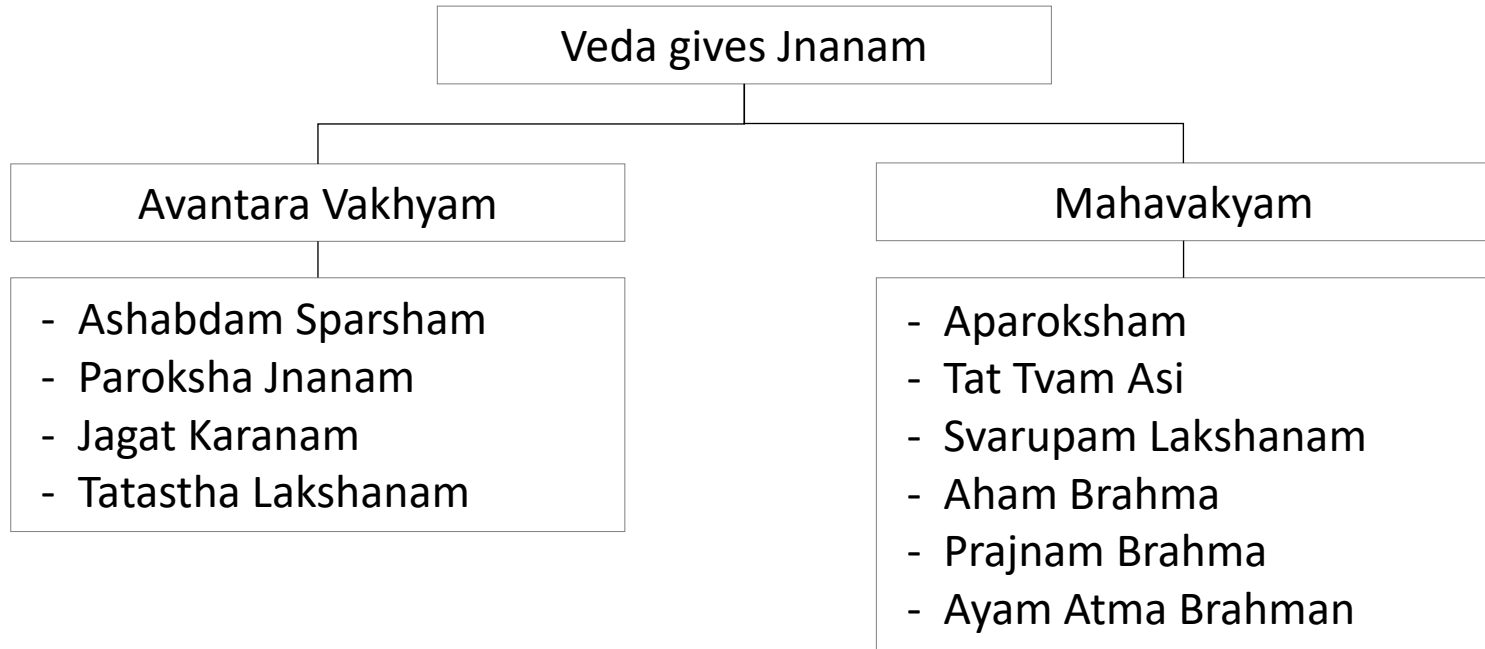 Veda gives Jnanam
Avantara Vakhyam
- Ashabdam Sparsham
- Paroksha Jnanam
- Jagat Karanam
- Tatastha Lakshanam
Mahavakyam
- Aparoksham
- Tat Tvam Asi
- Svarupam Lakshanam
- Aham Brahma
- Prajnam Brahma
- Ayam Atma Brahman